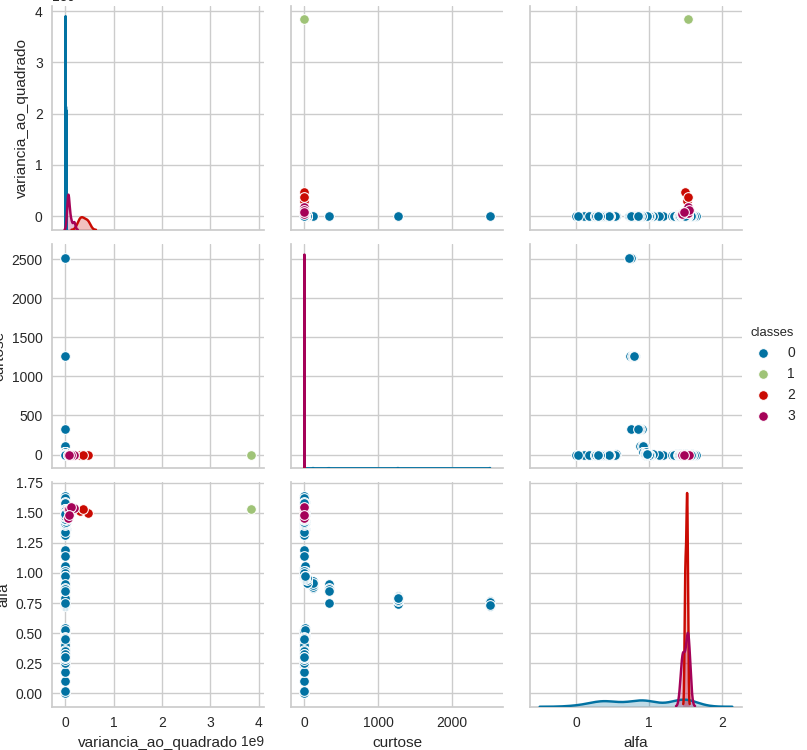 4
3
2
1
0
variancia_ao_quadrado
2500
2000
1500
1000
500
0
classes
0
1
2
3
1.75
1.50
1.25
1.00
0.75
0.50
0.25
0.00
alfa
0 1 2 3 4
1e9
variancia_ao_quadrado
0 1000 2000
curtose
0 1 2
alfa